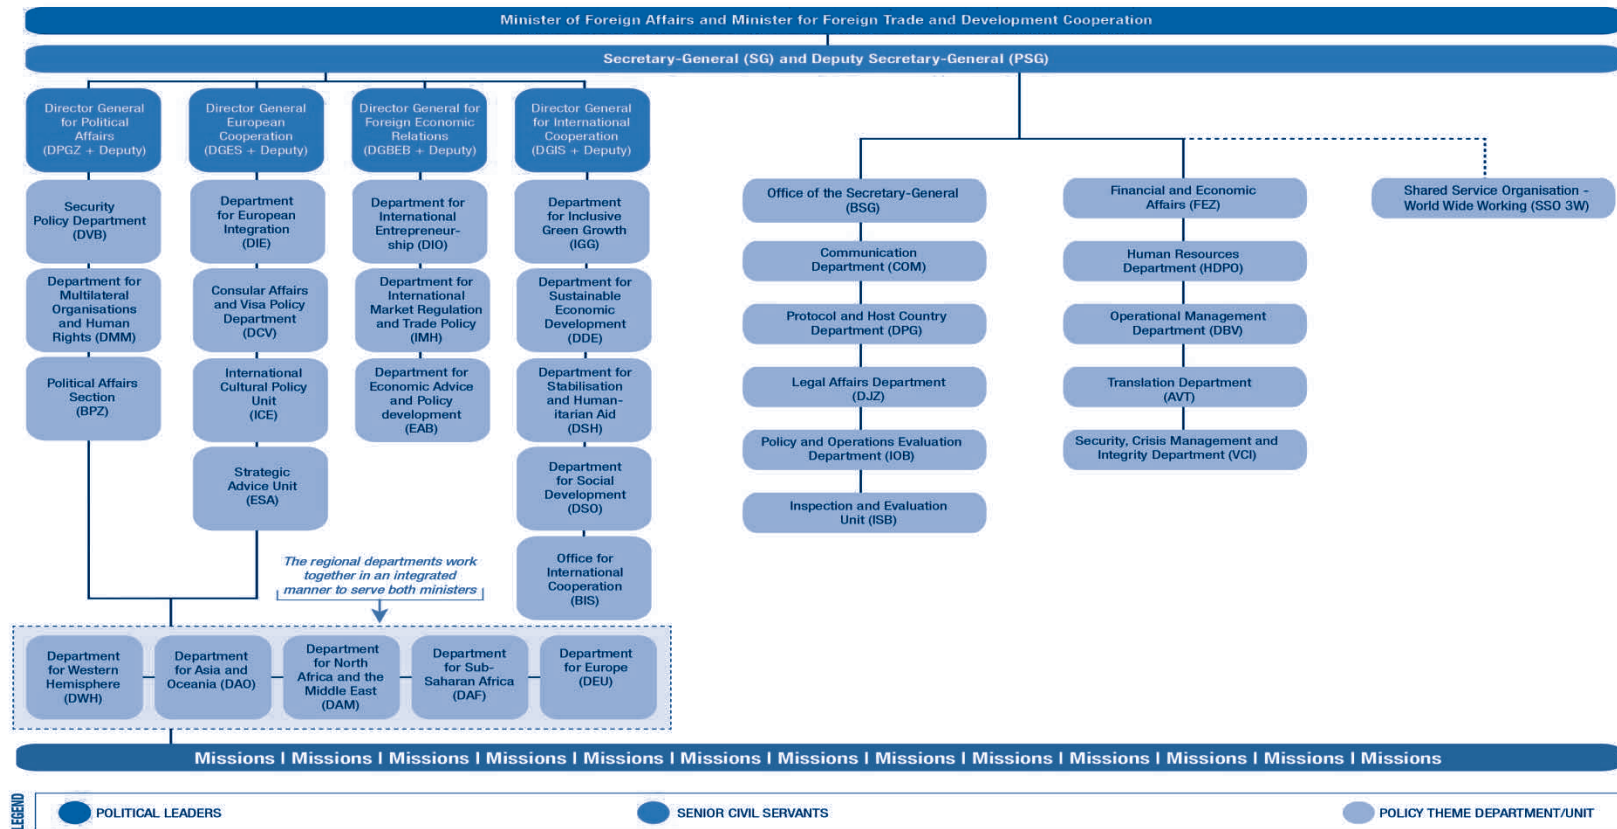 Minister of Foreign Affairs and Minister for Foreign Trade and Development Cooperation
Secretary-General (SG) and Deputy Secretary-General (PSG)
Director General
for Political
Affairs
(DPGZ + Deputy)
Director General
European
Cooperation
(DGES + Deputy)
Director General for
Foreign Economic
Relations
(DGBEB + Deputy)
Director General
for International
Cooperation
(DGIS + Deputy)
Security
Policy Department
(DVB)
Department for
Multilateral
Organisations
and Human
Rights (DMM)
Political Affairs
Section
(BPZ)
Department
for European
Integration
(DIE)
Consular Affairs
and Visa Policy
Department
(DCV)
International
Cultural Policy
Unit
(ICE)
Strategic
Advice Unit
(ESA)
Department for
International
Entrepreneur-
ship (DIO)
Department for
International
Market Regulation
and Trade Policy
(IMH)
Department for
Economic Advice
and Policy
development
(EAB)
Department
for Inclusive
Green Growth
(IGG)
Department for
Sustainable
Economic
Development
(DDE)
Department for
Stabilisation
and Human-
itarian Aid
(DSH)
Department
for Social
Development
(DSO)
Office for
International
Cooperation
(BIS)
Office of the Secretary-General
(BSG)
Communication
Department (COM)
Protocol and Host Country
Department (DPG)
Legal Affairs Department
(DJZ)
Policy and Operations Evaluation
Department (IOB)
Inspection and Evaluation
Unit (ISB)
Financial and Economic
Affairs (FEZ)
Human Resources
Department (HDPO)
Operational Management
Department (DBV)
Translation Department
(AVT)
Security, Crisis Management and
Integrity Department (VCI)
Shared Service Organisation -
World Wide Working (SSO 3W)
The regional departments work
together in an integrated
manner to serve both ministers
Department
for Western
Hemisphere
(DWH)
Department
for Asia and
Oceania (DAO)
Department
for North
Africa and the
Middle East
(DAM)
Department
for Sub-
Saharan Africa
(DAF)
Department
for Europe
(DEU)
Missions | Missions | Missions | Missions | Missions | Missions | Missions | Missions | Missions | Missions | Missions | Missions | Missions
LEGEND
POLITICAL LEADERS
SENIOR CIVIL SERVANTS
POLICY THEME DEPARTMENT/UNIT